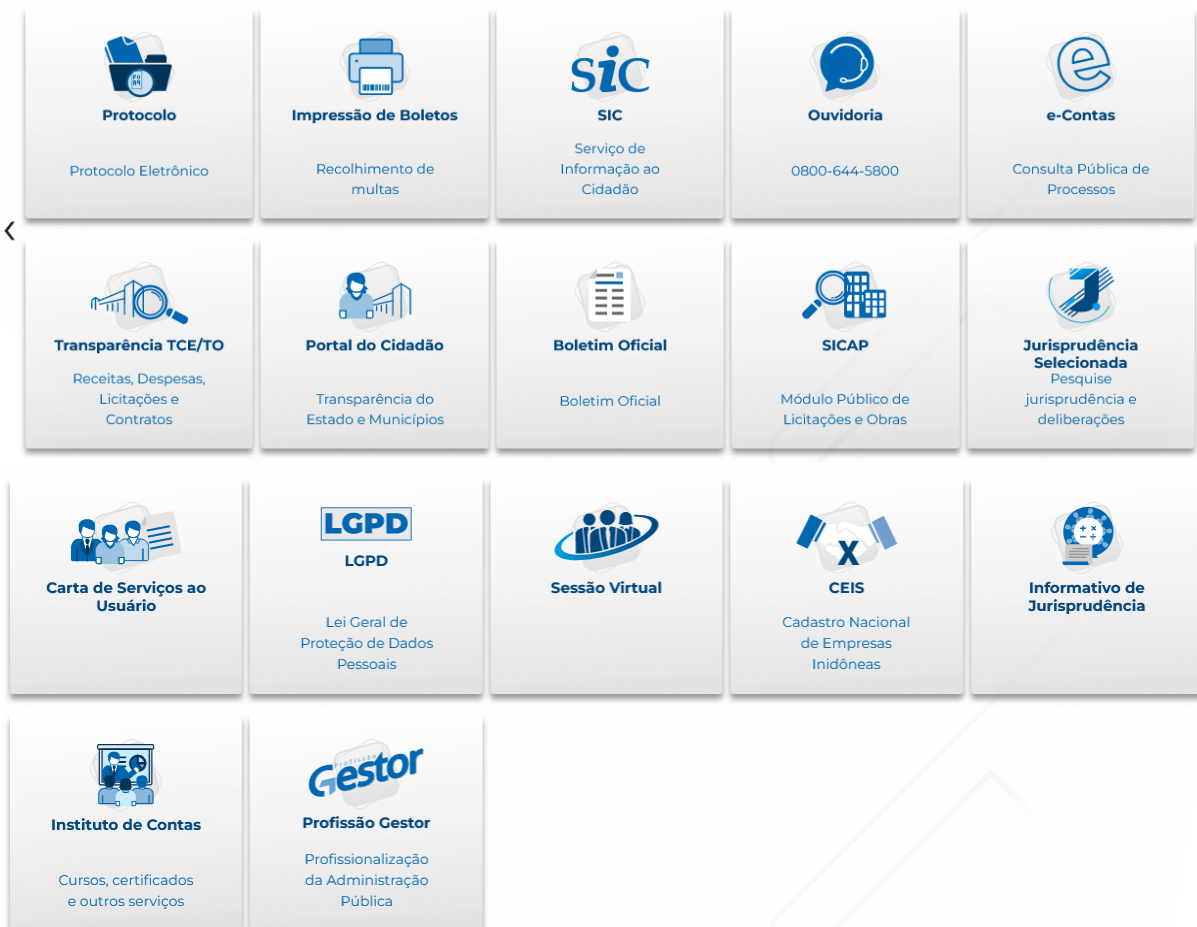 Protocolo
Protocolo Eletrônico
Impressão de Boletos
Recolhimento de
multas
SiC
SIC
Serviço de
Informação ao
Cidadão
Ouvidoria
0800-644-5800
e
e-Contas
Consulta Pública de
Processos
Transparência TCE/TO
Receitas, Despesas,
Licitações e
Contratos
Portal do Cidadão
Transparência do
Estado e Municípios
Boletim Oficial
Boletim Oficial
SICAP
Módulo Público de
Licitações e Obras
J
Jurisprudência
Selecionada
Pesquise
jurisprudência e
deliberações
Carta de Serviços ao
Usuário
LGPD
LGPD
Lei Geral de
Proteção de Dados
Pessoais
Sessão Virtual
X
CEIS
Cadastro Nacional
de Empresas
Inidôneas
Informativo de
Jurisprudência
Instituto de Contas
Cursos, certificados
e outros serviços
Profissão
Gestor
Profissão Gestor
Profissionalização
da Administração
Pública